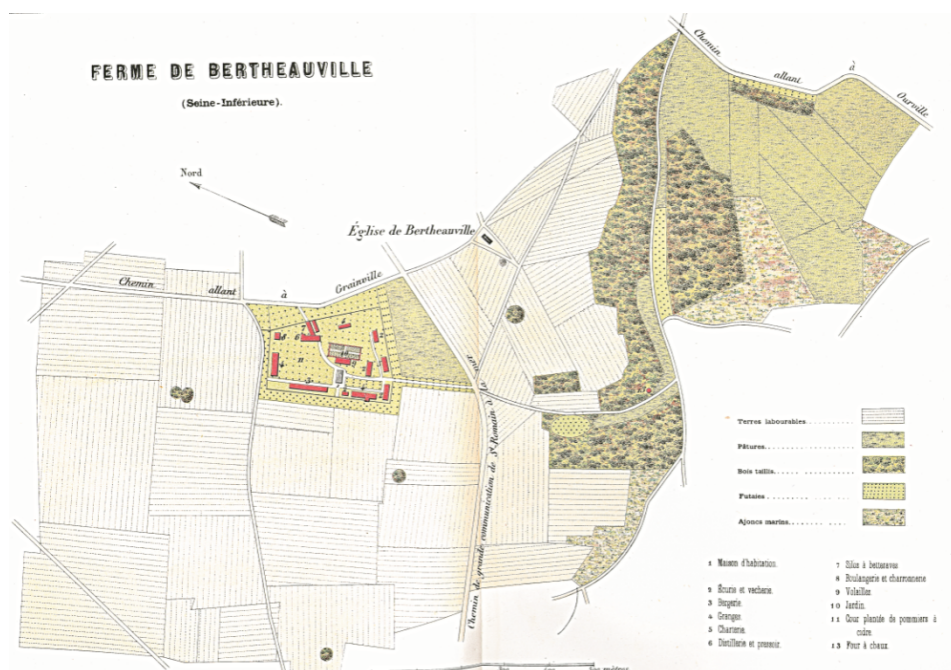 FERME DE BERTHEAUVILLE
(Seine-Inférieure).
Nord
Chemin allant à Ourville
Église de Bertheauville
Chemin allant à Grainville
Chemin de grande communication de St Romain à La mer
Terres labourables
Pâtures
Bois taillis
Futaies
Ajoncs marins
1 Maison d'habitation.
2 Écurie et vacherie.
3 Bergerie.
4 Granges.
5 Charterie.
6 Distillerie et pressoir.
7 Silos à betteraves
8 Boulangerie et charronnerie
9 Volailles
10 Jardin.
11 Cour plantée de pommiers à
cidre.
13 Four à chaux.